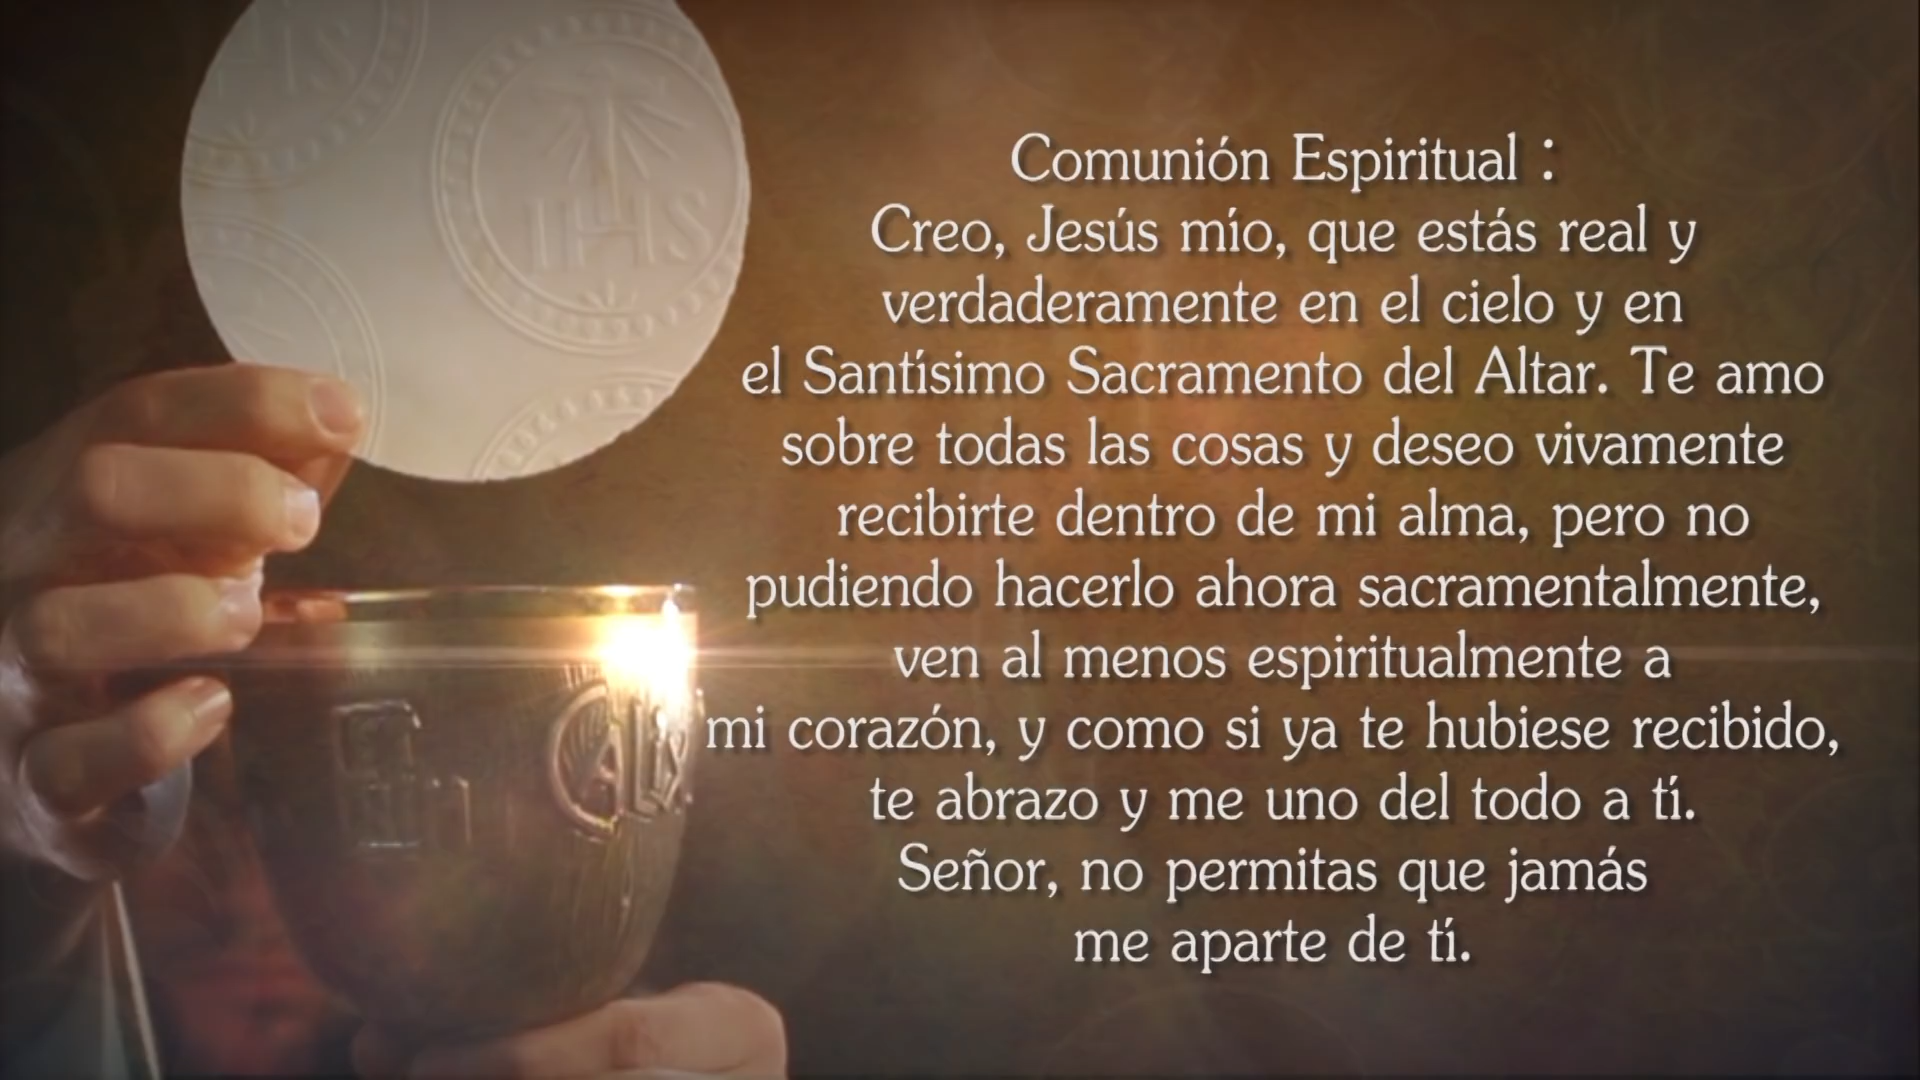 IHS
Comunión Espiritual :
Creo, Jesús mío, que estás real y
verdaderamente en el cielo y en
el Santísimo Sacramento del Altar. Te amo
sobre todas las cosas y deseo vivamente
recibirte dentro de mi alma, pero no
pudiendo hacerlo ahora sacramentalmente,
ven al menos espiritualmente a
mi corazón, y como si ya te hubiese recibido,
te abrazo y me uno del todo a tí.
Señor, no permitas que jamás
me aparte de tí.